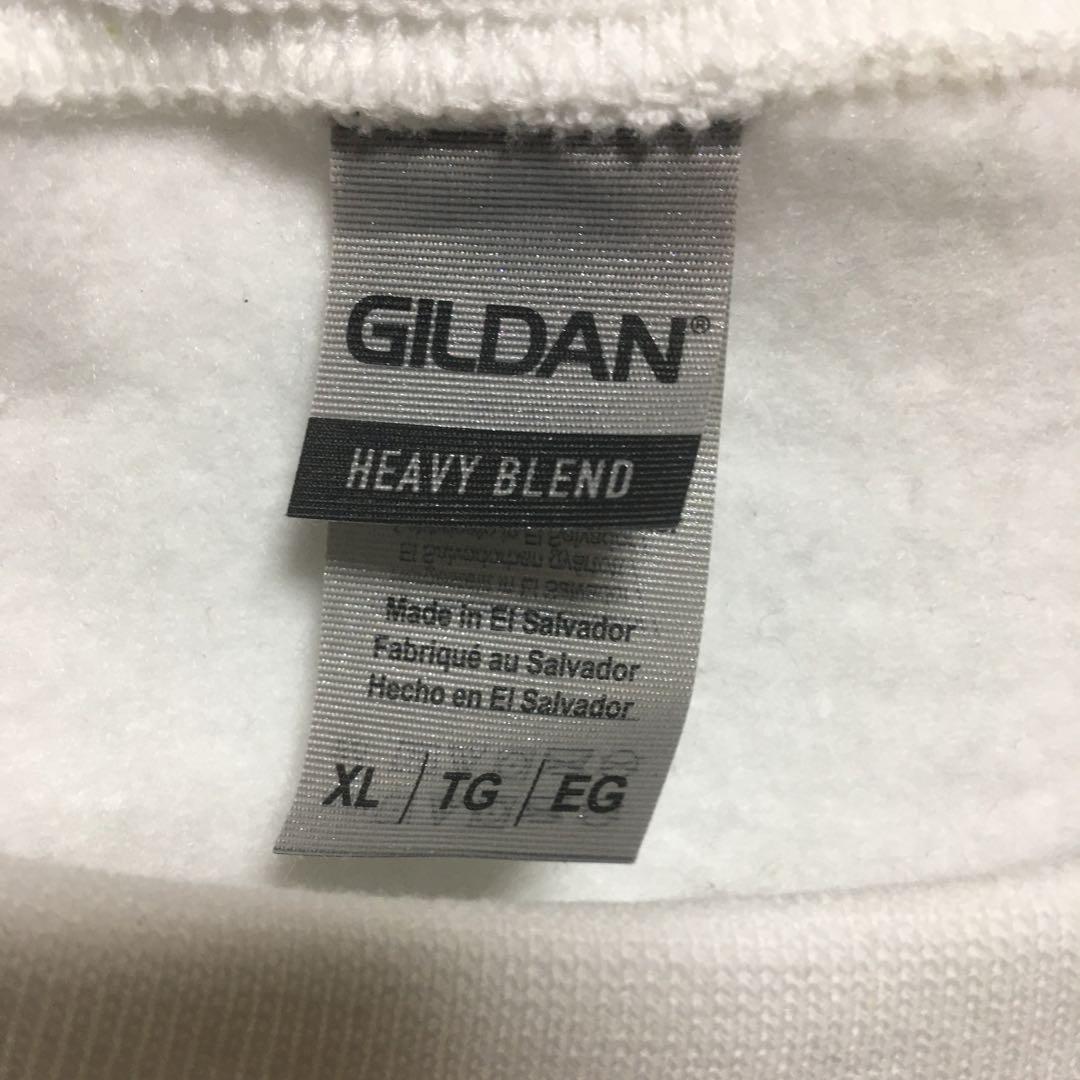 GILDAN®
HEAVY BLEND
Made in El Salvador
Fabriqué au Salvador
Hecho en El Salvador
XL / TG / EG